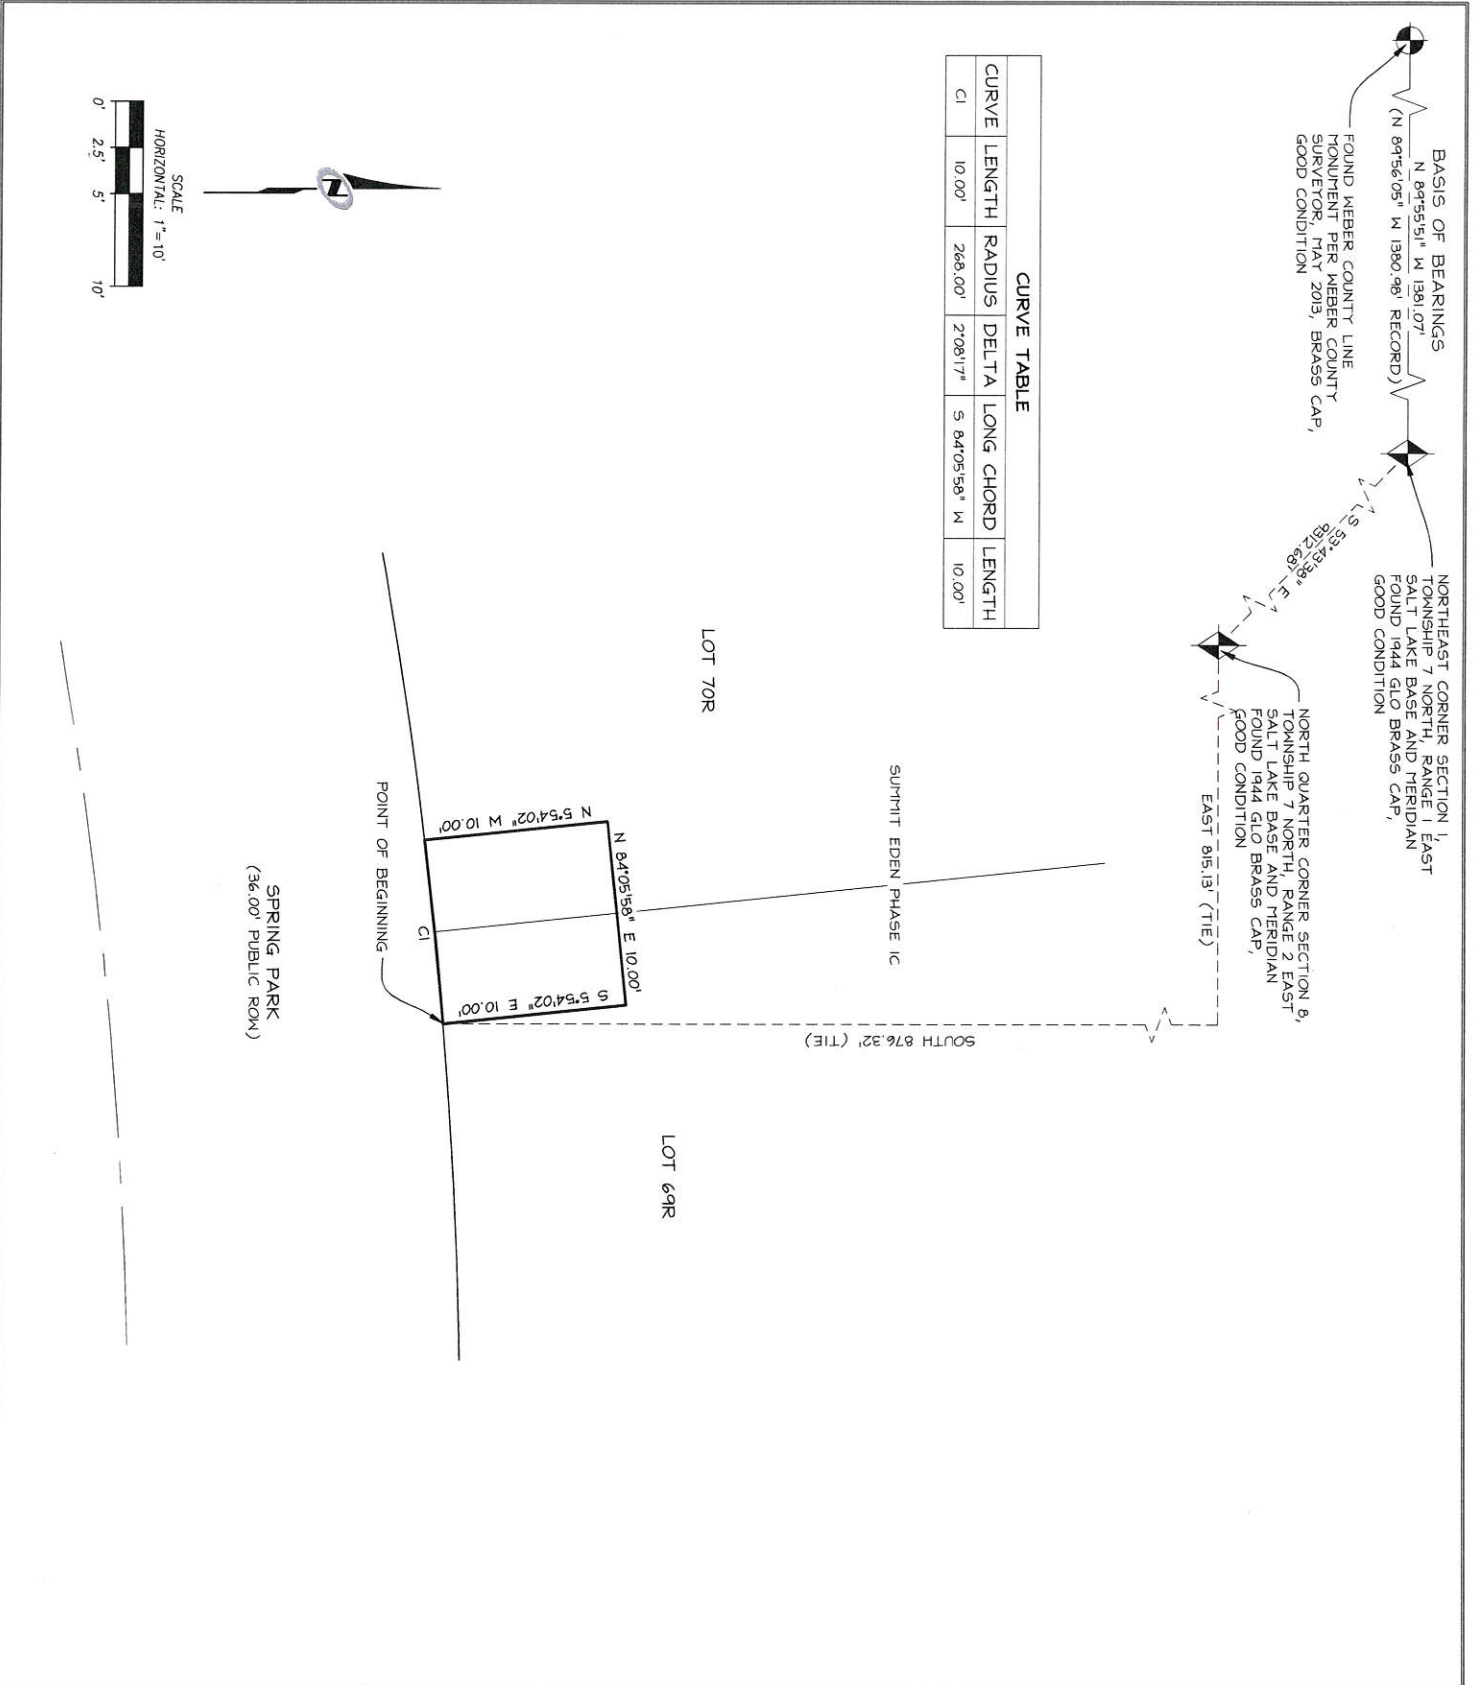 BASIS OF BEARINGS
N 89°55'51" W 1381.07'
(N 89°56'05" W 1380.98' RECORD)
FOUND WEBER COUNTY LINE
MONUMENT PER WEBER COUNTY
SURVEYOR, MAY 2013, BRASS CAP,
GOOD CONDITION
NORTHEAST CORNER SECTION 1,
TOWNSHIP 7 NORTH, RANGE 1 EAST
SALT LAKE BASE AND MERIDIAN
FOUND 1944 GLO BRASS CAP,
GOOD CONDITION
S 53°43'38" E
9312.68'
NORTH QUARTER CORNER SECTION 8,
TOWNSHIP 7 NORTH, RANGE 2 EAST
SALT LAKE BASE AND MERIDIAN
FOUND 1944 GLO BRASS CAP,
GOOD CONDITION
EAST 815.13' (TIE)
SOUTH 876.32' (TIE)
CURVE TABLE
CURVE LENGTH RADIUS DELTA LONG CHORD LENGTH
C1 10.00' 268.00' 2°08'17" S 84°05'58" W 10.00'
SUMMIT EDEN PHASE 1C
LOT 70R
LOT 69R
N 84°05'58" E 10.00'
N 5°54'02" W 10.00'
S 5°54'02" E 10.00'
C1
POINT OF BEGINNING
SPRING PARK
(36.00' PUBLIC ROW)
N
SCALE
HORIZONTAL: 1"=10'
0' 2.5' 5' 10'